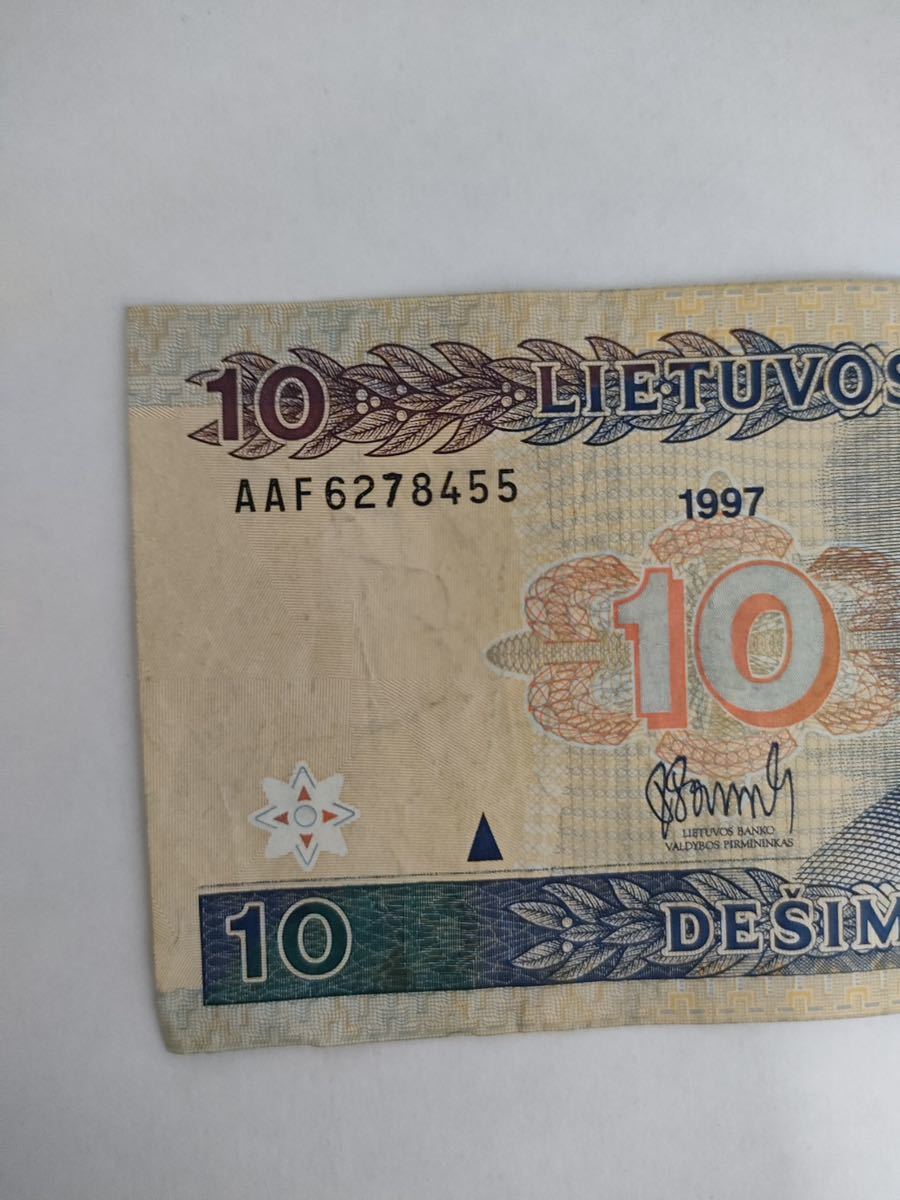 10 LIETUVOS
AAF6278455
1997
10
LIETUVOS BANKO
VALDYBOS PIRMININKAS
10 DEŠIM